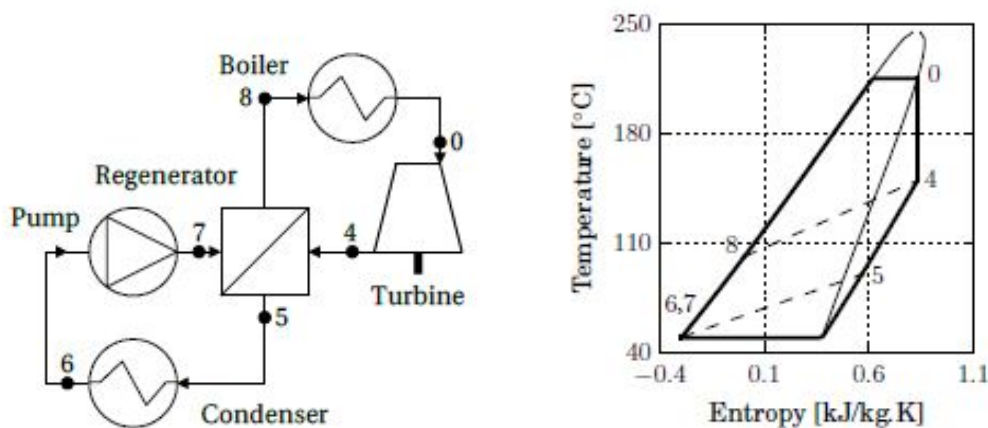 Boiler
8
0
Regenerator
Pump
7
4
Turbine
5
6
Condenser
250
180
110
40
Temperature [°C]
0
4
8
5
6,7
−0.4
0.1
0.6
1.1
Entropy [kJ/kg.K]